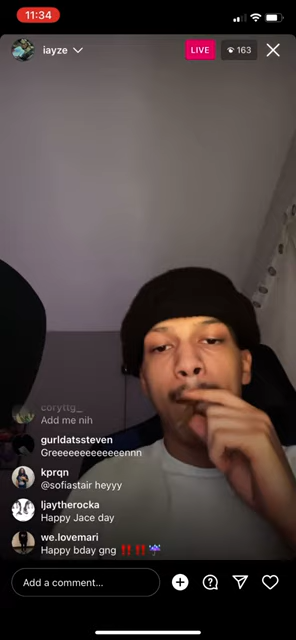 11:34
iayze
LIVE
163
coryttg_
Add me nih
gurldatssteven
Greeeeeeeeeeeeennn
kprqn
@sofiastair heyyy
ljaytherocka
Happy Jace day
we.lovemari
Happy bday gng ‼️‼️☔
Add a comment...